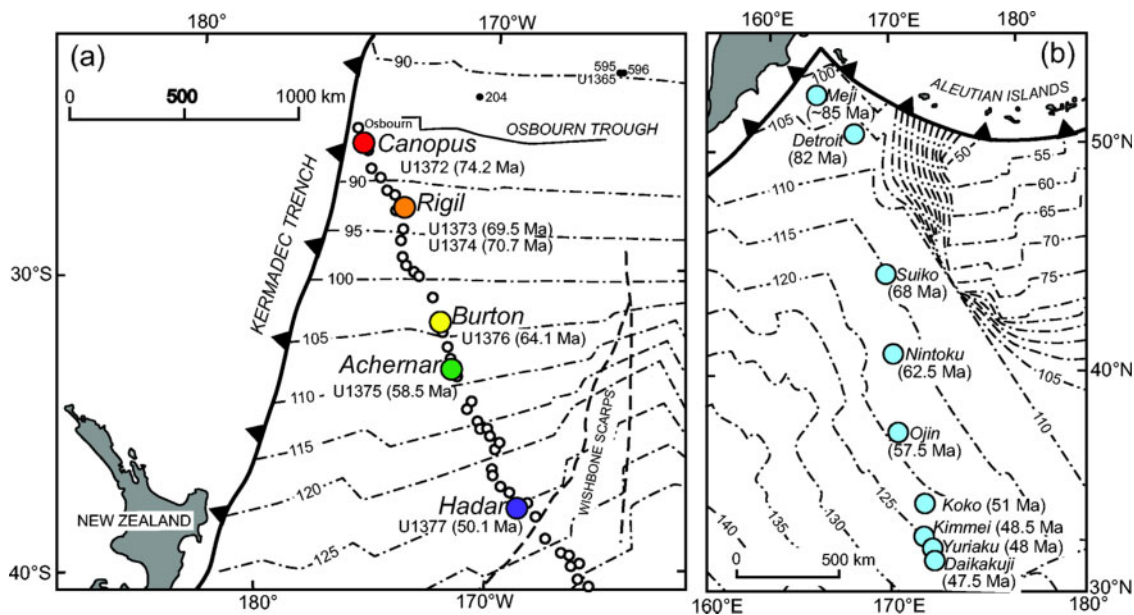 180°
170°W
(a)
90
595
596
U1365
204
0
500
1000 km
Osbourn
OSBOURN TROUGH
Canopus
U1372 (74.2 Ma)
90
Rigil
U1373 (69.5 Ma)
U1374 (70.7 Ma)
95
KERMADEC TRENCH
30°S
100
Burton
U1376 (64.1 Ma)
105
Achernar
U1375 (58.5 Ma)
110
115
120
WISHBONE SCARPS
Hadar
U1377 (50.1 Ma)
NEW ZEALAND
125
40°S
180°
170°W
160°E
170°E
180°
(b)
100
Meji
(~85 Ma)
ALEUTIAN ISLANDS
105
Detroit
(82 Ma)
50
50°N
55
110
60
65
115
70
120
Suiko
(68 Ma)
75
Nintoku
(62.5 Ma)
105
40°N
Ojin
(57.5 Ma)
110
125
Koko (51 Ma)
Kimmei (48.5 Ma
Yuriaku (48 Ma)
Daikakuji
(47.5 Ma)
140
135
130
0
500 km
30°N
160°E
170°E
180°